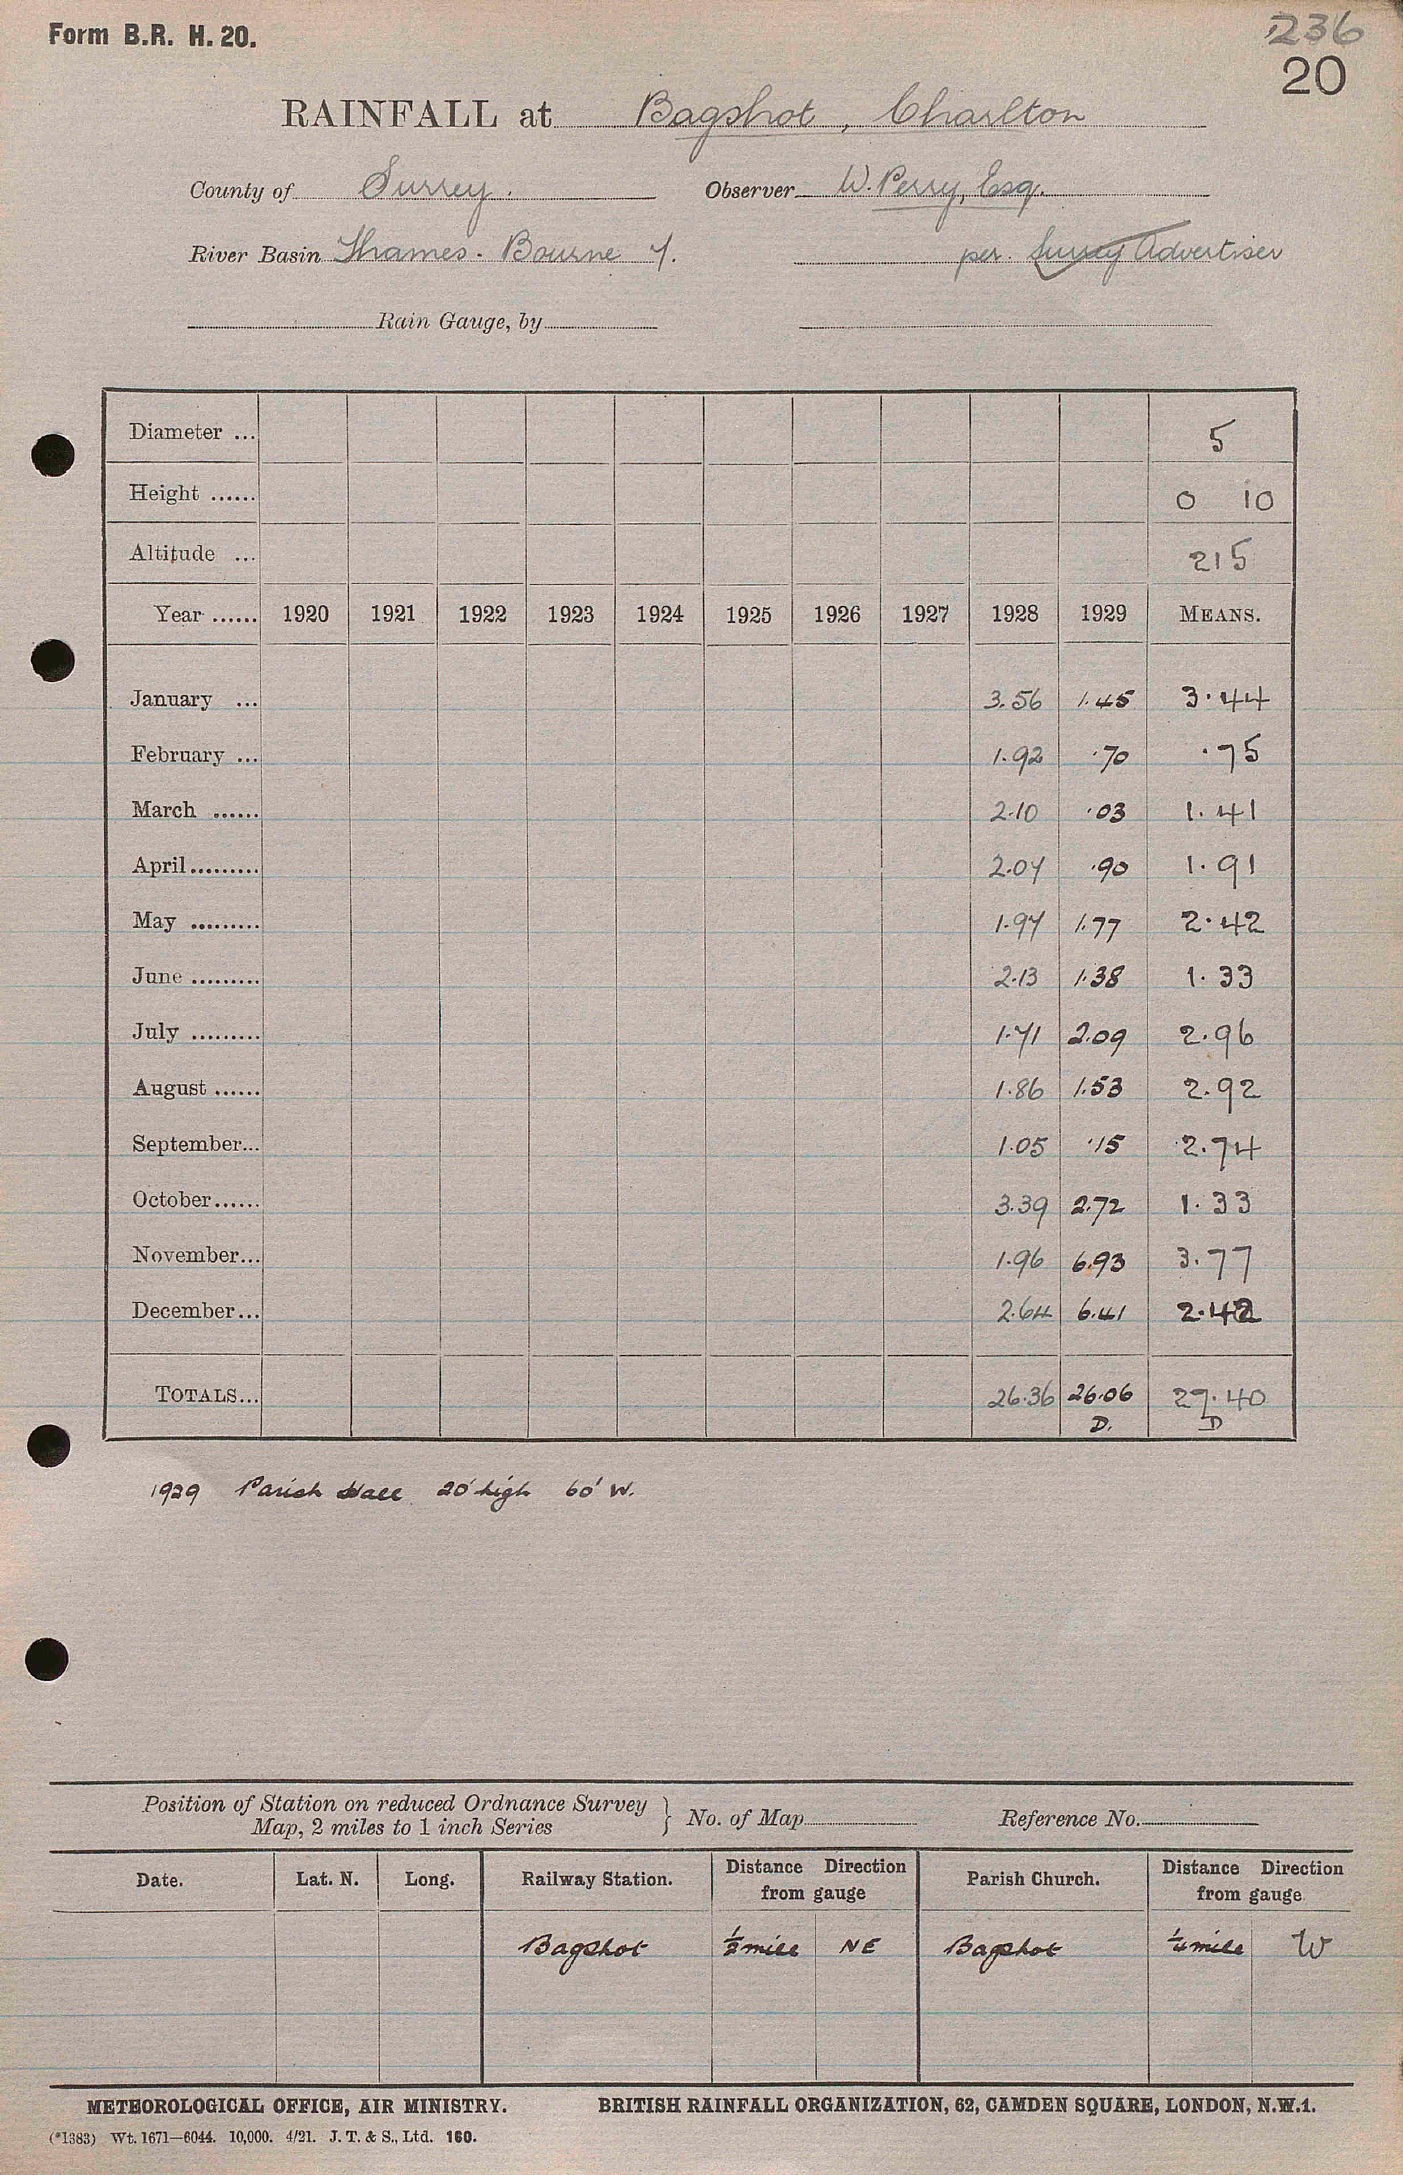 Form B.R. H. 20.
236
20
RAINFALL at Bagshot, Charlton
County of Surrey. Observer W. Perry, Esq.
River Basin Thames - Bourne 7. per. Surrey Advertiser
Rain Gauge, by
Diameter ... 5
Height ...... 0 10
Altitude ... 215
Year ...... 1920 1921 1922 1923 1924 1925 1926 1927 1928 1929 MEANS.
January ... 3.56 1.45 3.44
February ... 1.92 .70 .75
March ...... 2.10 .03 1.41
April ......... 2.07 .90 1.91
May ......... 1.97 1.77 2.42
June ......... 2.13 1.38 1.33
July ......... 1.71 2.09 2.96
August ...... 1.86 1.53 2.92
September... 1.05 .15 2.74
October...... 3.39 2.72 1.33
November... 1.96 6.93 3.77
December... 2.64 6.41 2.42
TOTALS... 26.36 26.06 27.40
D. D
1929 Parish Hall 20' high 60' W.
Position of Station on reduced Ordnance Survey
Map, 2 miles to 1 inch Series } No. of Map Reference No.
Date. Lat. N. Long. Railway Station. Distance Direction from gauge Parish Church. Distance Direction from gauge
Bagshot ½ mile NE Bagshot ¼ mile W
METEOROLOGICAL OFFICE, AIR MINISTRY. BRITISH RAINFALL ORGANIZATION, 62, CAMDEN SQUARE, LONDON, N.W.1.
(*1383) Wt. 1671—6044. 10,000. 4/21. J. T. & S., Ltd. 160.